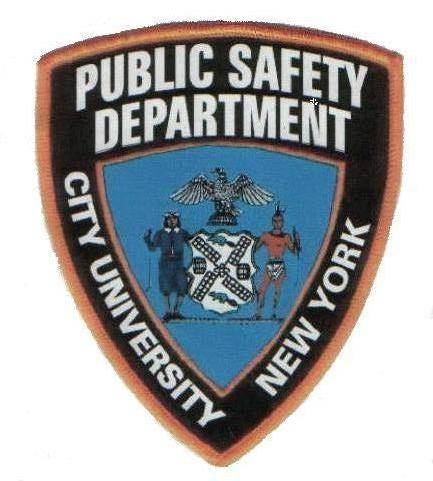 PUBLIC SAFETY
DEPARTMENT
CITY UNIVERSITY
NEW YORK